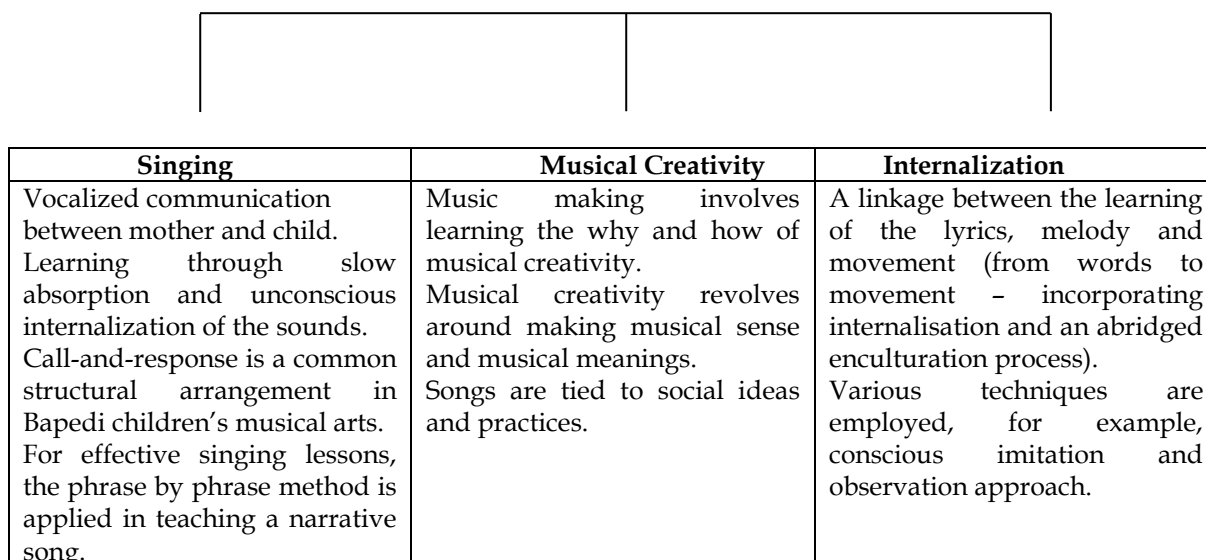 Singing
Vocalized communication
between mother and child.
Learning through slow
absorption and unconscious
internalization of the sounds.
Call-and-response is a common
structural arrangement in
Bapedi children's musical arts.
For effective singing lessons,
the phrase by phrase method is
applied in teaching a narrative
song.
Musical Creativity
Music making involves
learning the why and how of
musical creativity.
Musical creativity revolves
around making musical sense
and musical meanings.
Songs are tied to social ideas
and practices.
Internalization
A linkage between the learning
of the lyrics, melody and
movement (from words to
movement – incorporating
internalisation and an abridged
enculturation process).
Various techniques are
employed, for example,
conscious imitation and
observation approach.